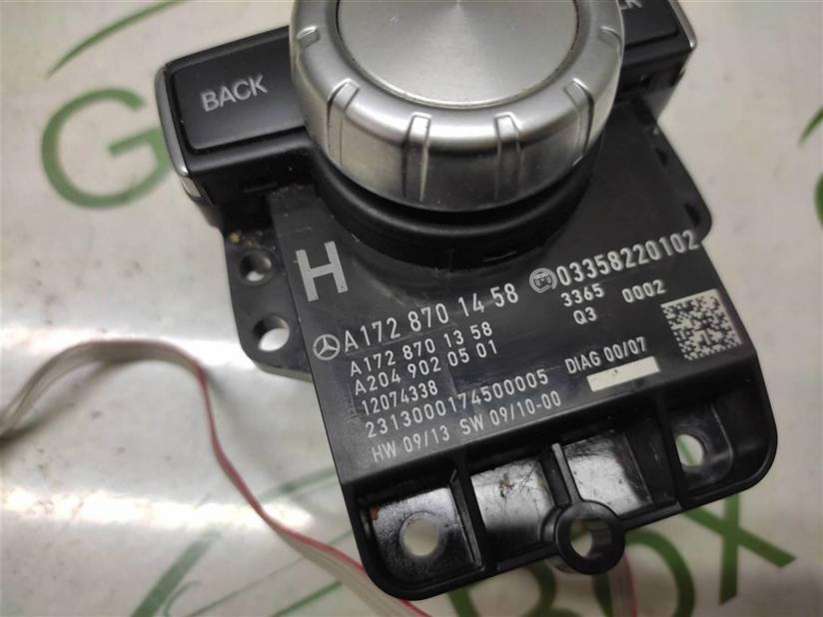 BACK
H
A172 870 14 58
03358220102
A172 870 13 58
3365 0002
A204 902 05 01
Q3
12074338
DIAG 00/07
2313000174500005
HW 09/13 SW 09/10-00
G
BOX